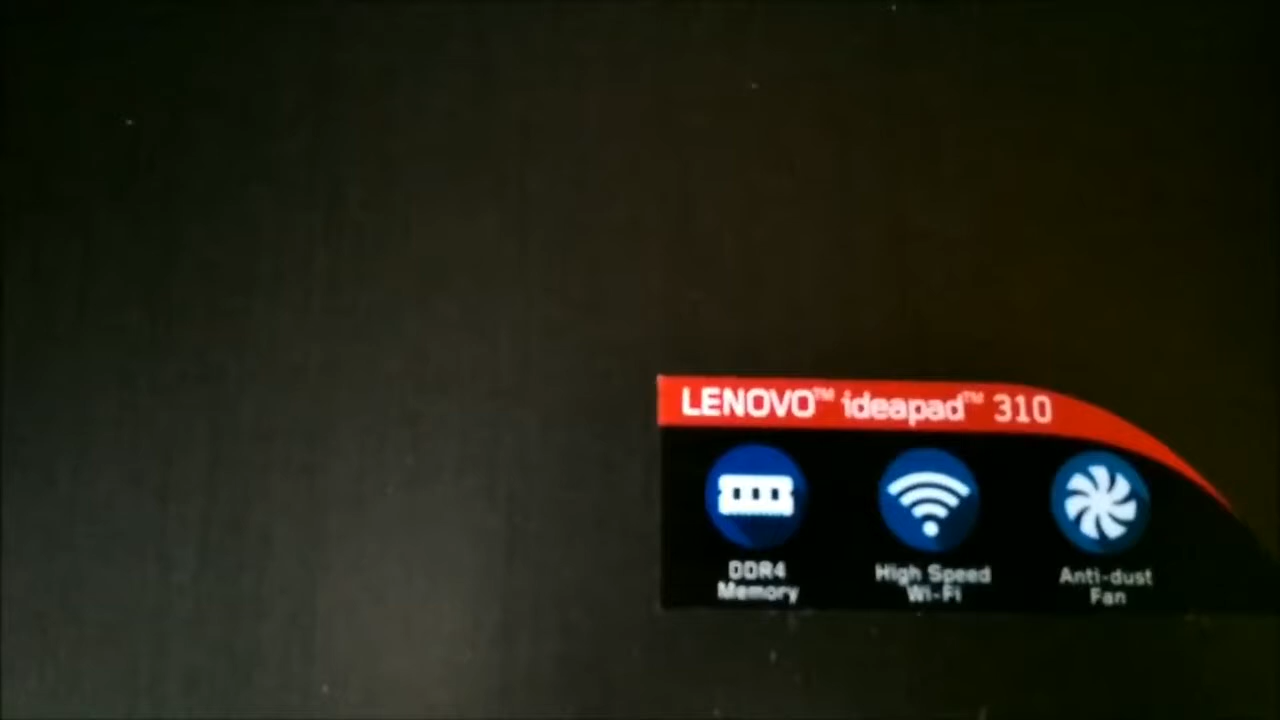 LENOVO™ ideapad™ 310
DDR4
Memory
High Speed
Wi-Fi
Anti-dust
Fan